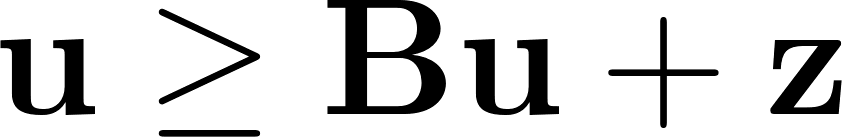 u ≥ Bu + z